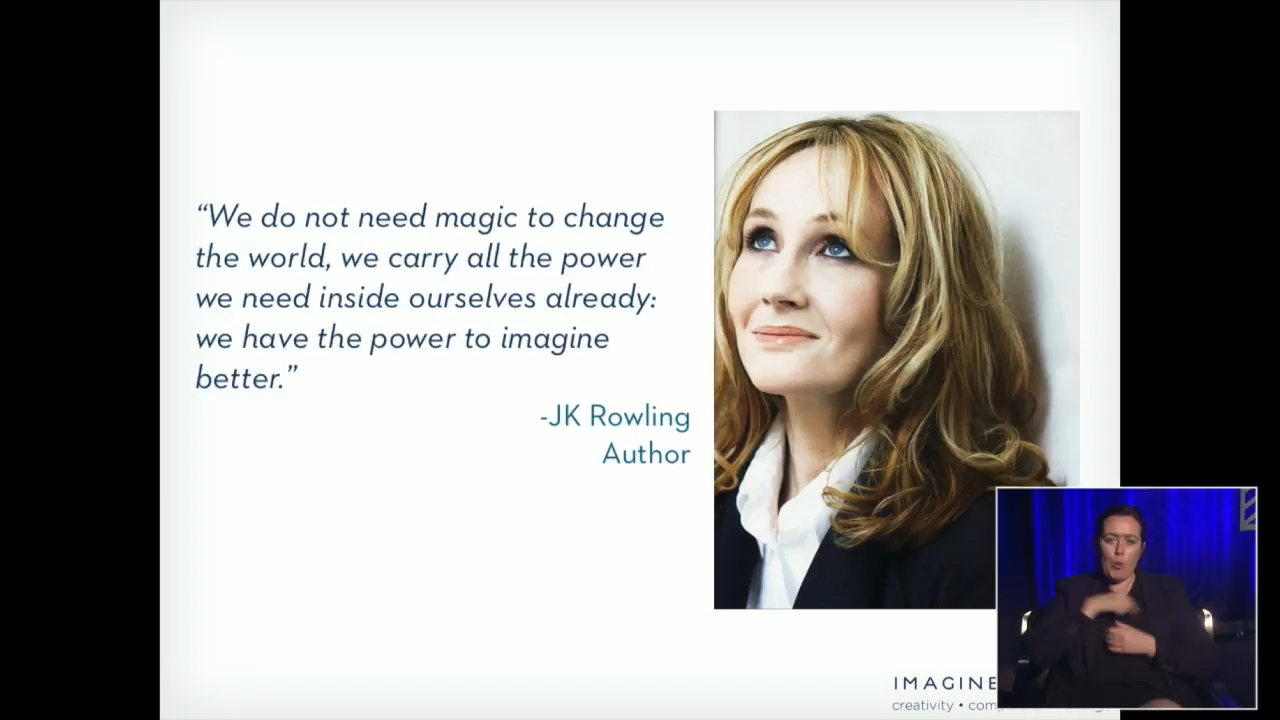 “We do not need magic to change
the world, we carry all the power
we need inside ourselves already:
we have the power to imagine
better.”
-JK Rowling
Author
IMAGINE
creativity •